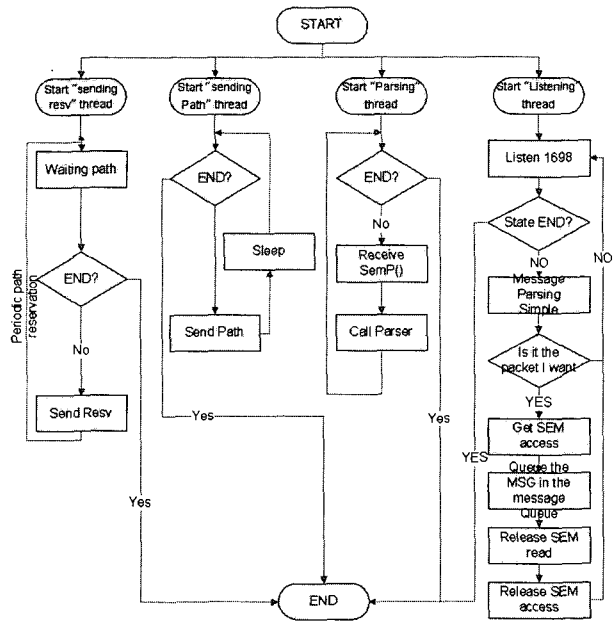 START
Start "sending
resv" thread
Start "sending
Path" thread
Start "Parsing"
thread
Start "Listening"
thread
Waiting path
END?
No
Send Resv
Periodic path
reservation
Yes
END?
Sleep
Send Path
Yes
END?
No
Receive
SemP()
Call Parser
Yes
Listen 1698
State END?
NO
NO
Message
Parsing
Simple
Is it the
packet I want
YES
Get SEM
access
YES
Queue the
MSG in the
message
Queue
Release SEM
read
Release SEM
access
END